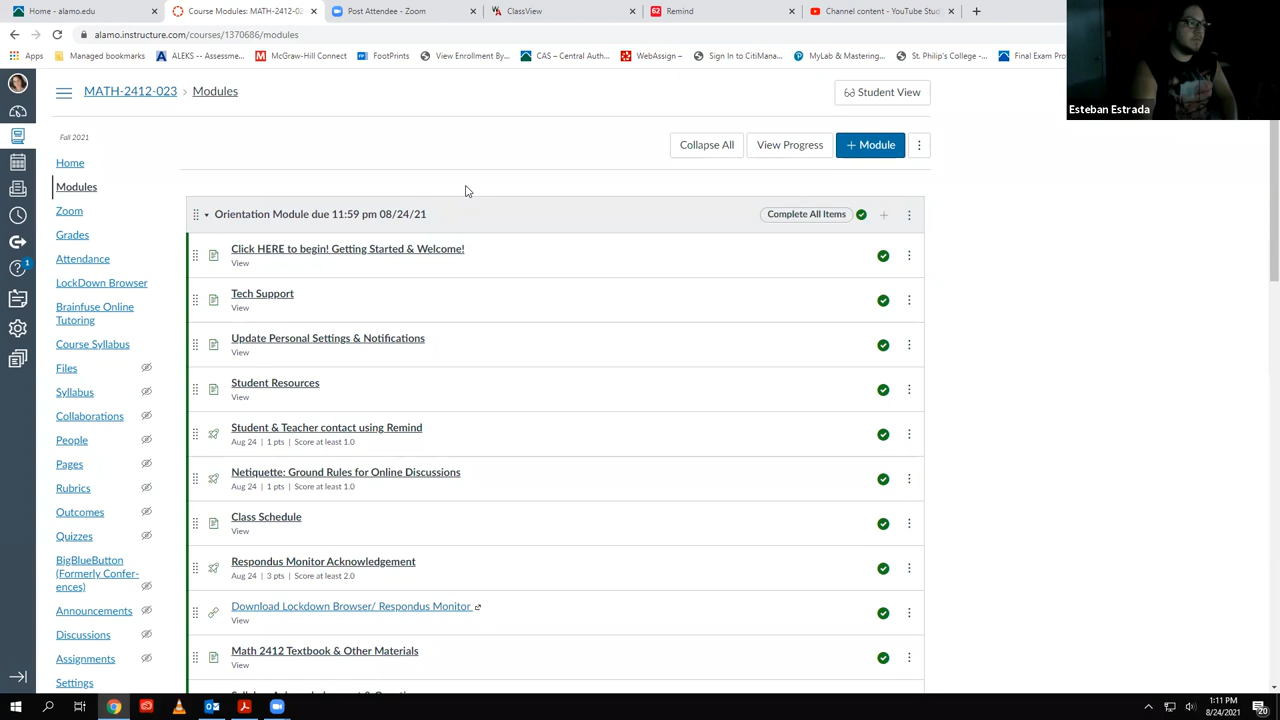 Home - alamo.edu
Course Modules: MATH-2412-02
Post Attendee - Zoom
ClassView
Remind
Channel content - YouTube Stud
alamo.instructure.com/courses/1370686/modules
Apps
Managed bookmarks
ALEKS -- Assessme...
McGraw-Hill Connect
FootPrints
View Enrollment By...
CAS – Central Auth...
WebAssign –
Sign In to CitiMana...
MyLab & Mastering...
St. Philip's College -...
Final Exam Pro
Esteban Estrada
MATH-2412-023 › Modules
Student View
Fall 2021
Collapse All
View Progress
+ Module
Home
Modules
Zoom
Grades
Attendance
LockDown Browser
Brainfuse Online
Tutoring
Course Syllabus
Files
Syllabus
Collaborations
People
Pages
Rubrics
Outcomes
Quizzes
BigBlueButton
(Formerly Confer-
ences)
Announcements
Discussions
Assignments
Settings
1
Orientation Module due 11:59 pm 08/24/21
Complete All Items
Click HERE to begin! Getting Started & Welcome!
View
Tech Support
View
Update Personal Settings & Notifications
View
Student Resources
View
Student & Teacher contact using Remind
Aug 24 | 1 pts | Score at least 1.0
Netiquette: Ground Rules for Online Discussions
Aug 24 | 1 pts | Score at least 1.0
Class Schedule
View
Respondus Monitor Acknowledgement
Aug 24 | 3 pts | Score at least 2.0
Download Lockdown Browser/ Respondus Monitor
View
Math 2412 Textbook & Other Materials
View
1:11 PM
8/24/2021
20